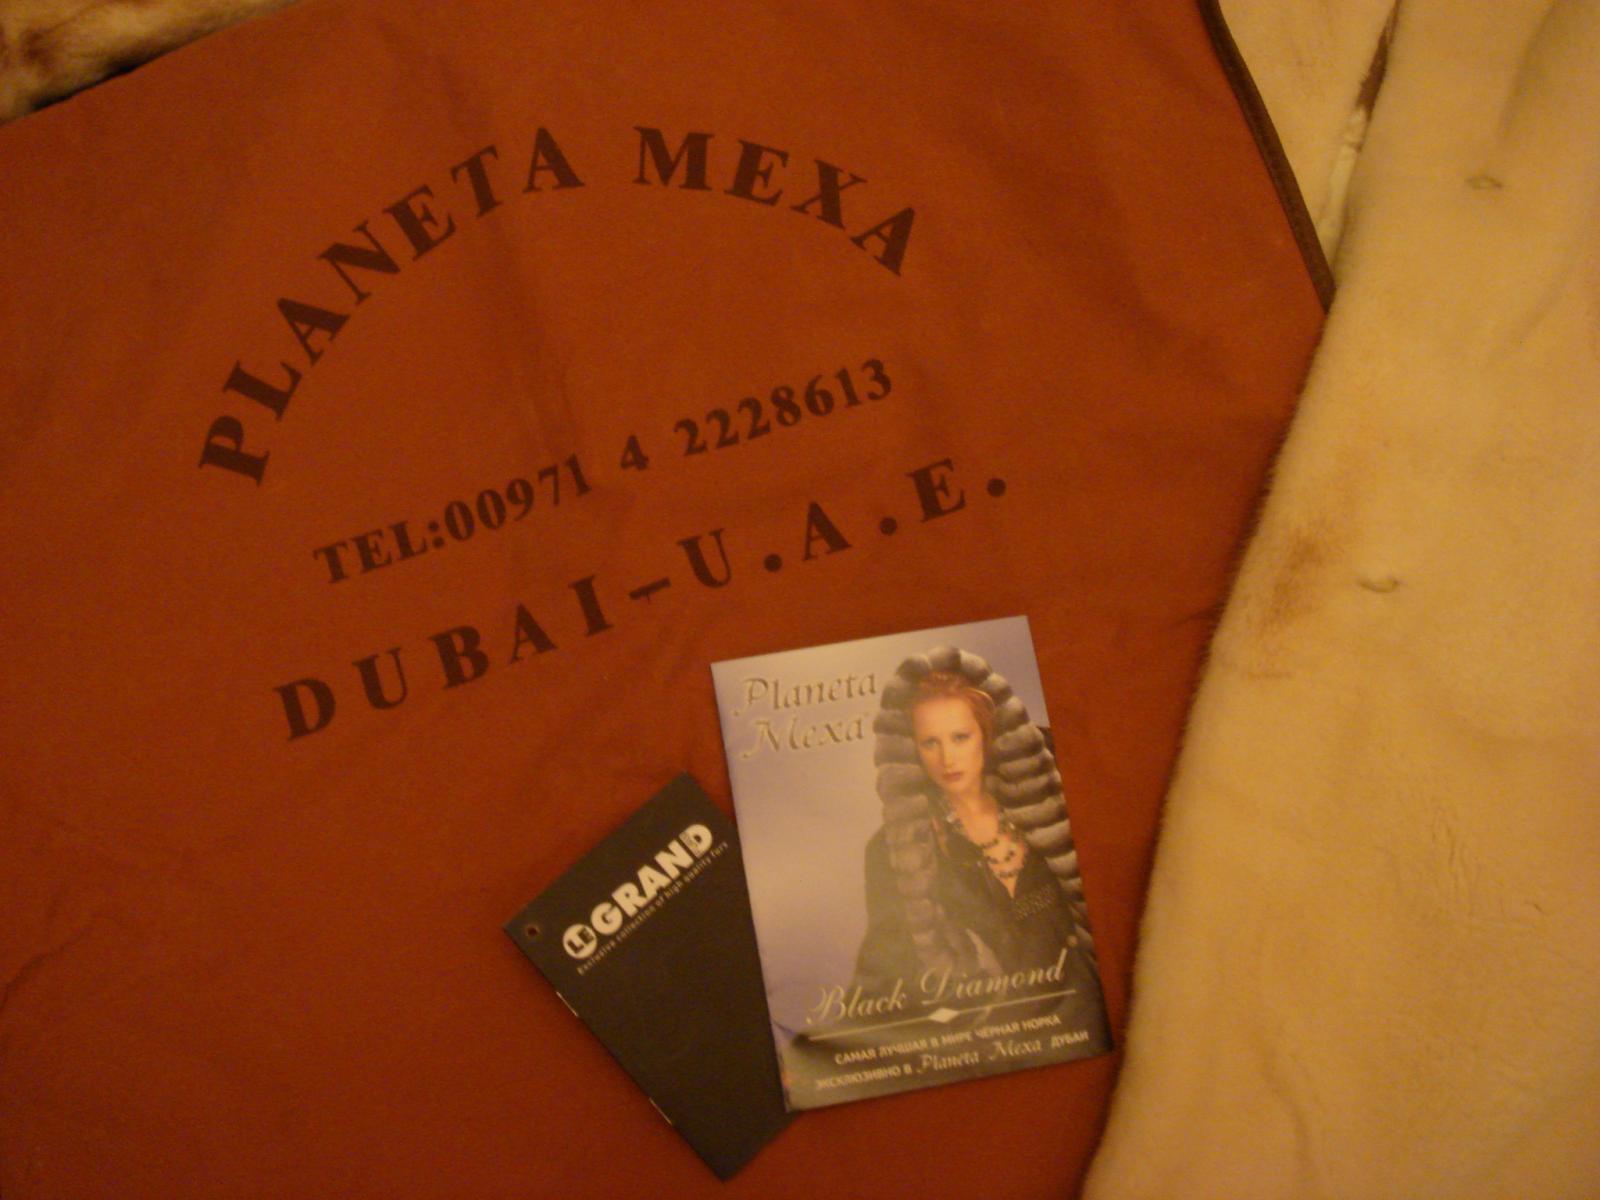 PLANETA MEXA
TEL:00971 4 2228613
DUBAI-U.A.E.
Planeta
Mexa
Black Diamond
САМАЯ ЛУЧШАЯ В МИРЕ ЧЕРНАЯ НОРКА
ЭКСКЛЮЗИВНО В Planeta Mexa ДУБАИ
LE GRAND
Exclusive collection of high quality furs